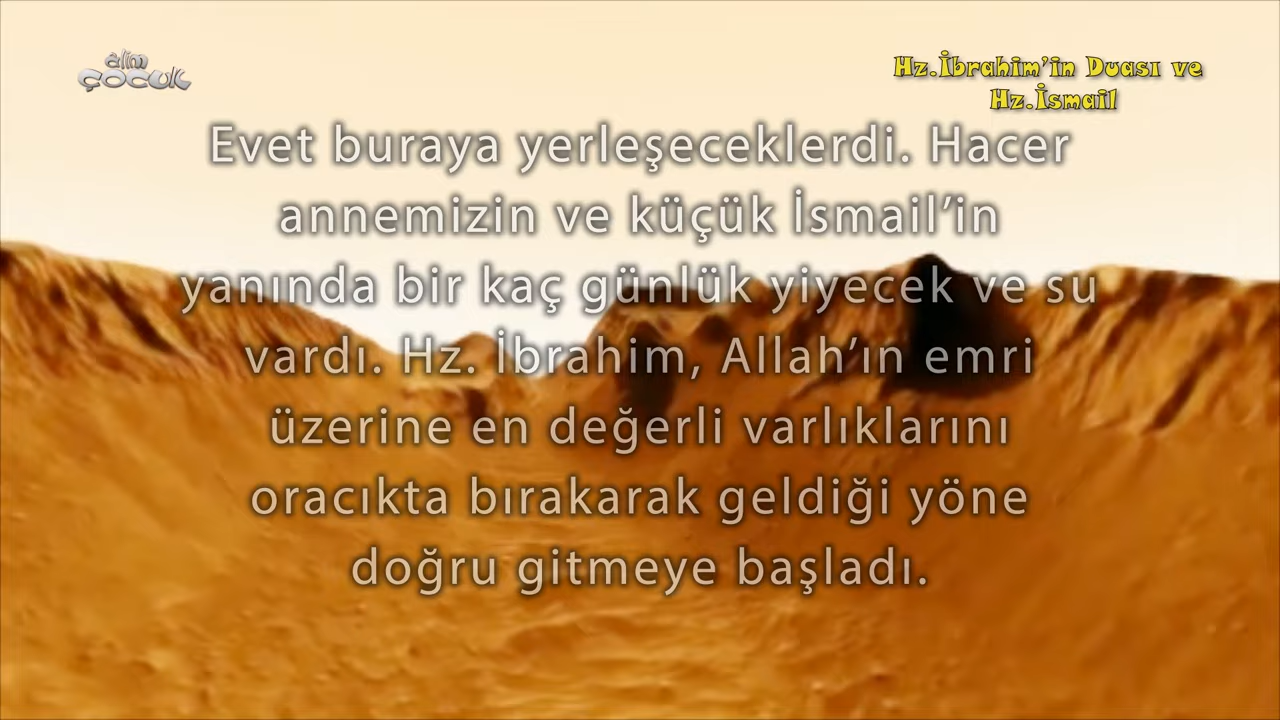 alim
ÇOCUK
Hz.İbrahim'in Duası ve
Hz.İsmail
Evet buraya yerleşeceklerdi. Hacer
annemizin ve küçük İsmail’in
yanında bir kaç günlük yiyecek ve su
vardı. Hz. İbrahim, Allah’ın emri
üzerine en değerli varlıklarını
oracıkta bırakarak geldiği yöne
doğru gitmeye başladı.